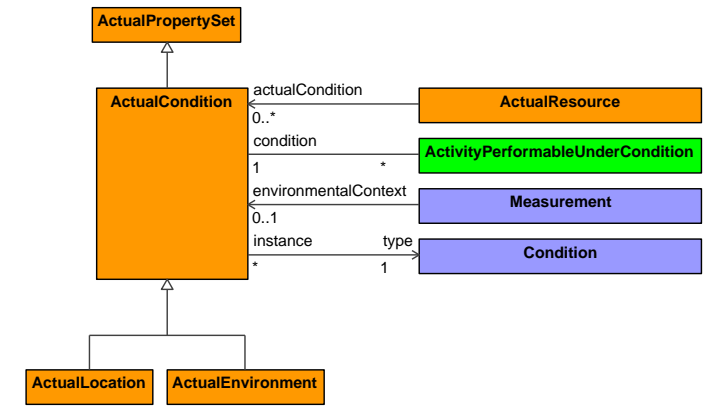 ActualPropertySet
ActualCondition
actualCondition
0..*
ActualResource
condition
1
*
ActivityPerformableUnderCondition
environmentalContext
0..1
Measurement
instance
type
*
1
Condition
ActualLocation
ActualEnvironment